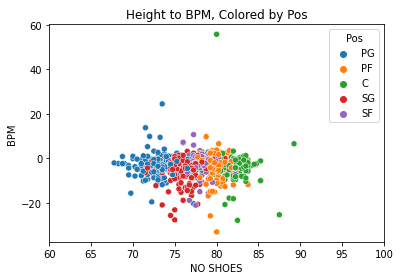 Height to BPM, Colored by Pos
60
40
20
0
−20
BPM
Pos
PG
PF
C
SG
SF
60 65 70 75 80 85 90 95 100
NO SHOES